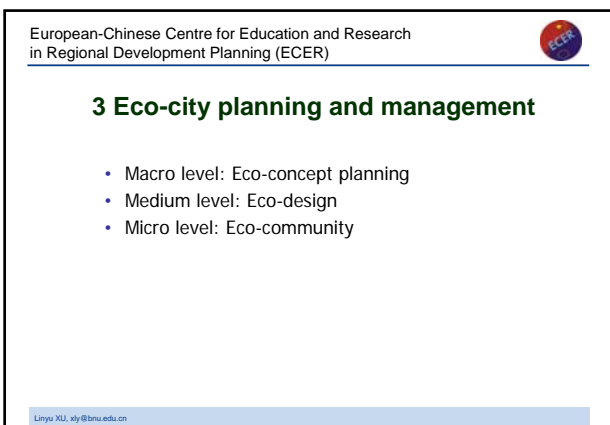 European-Chinese Centre for Education and Research
in Regional Development Planning (ECER)
ECER
3 Eco-city planning and management
• Macro level: Eco-concept planning
• Medium level: Eco-design
• Micro level: Eco-community
Linyu XU, xly@bnu.edu.cn